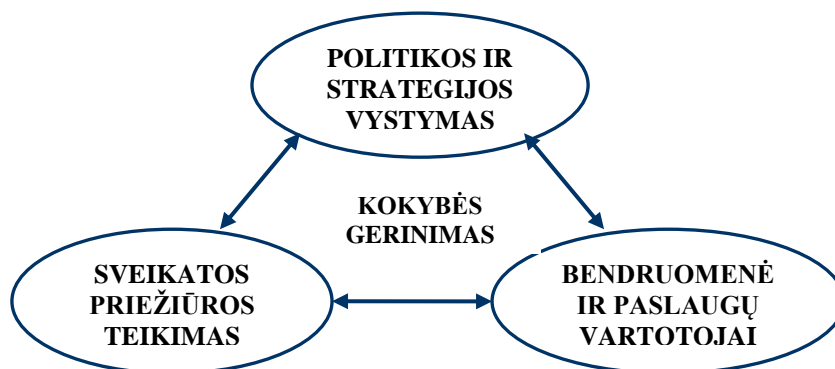 POLITIKOS IR
STRATEGIJOS
VYSTYMAS
KOKYBĖS
GERINIMAS
SVEIKATOS
PRIEŽIŪROS
TEIKIMAS
BENDRUOMENĖ
IR PASLAUGŲ
VARTOTOJAI